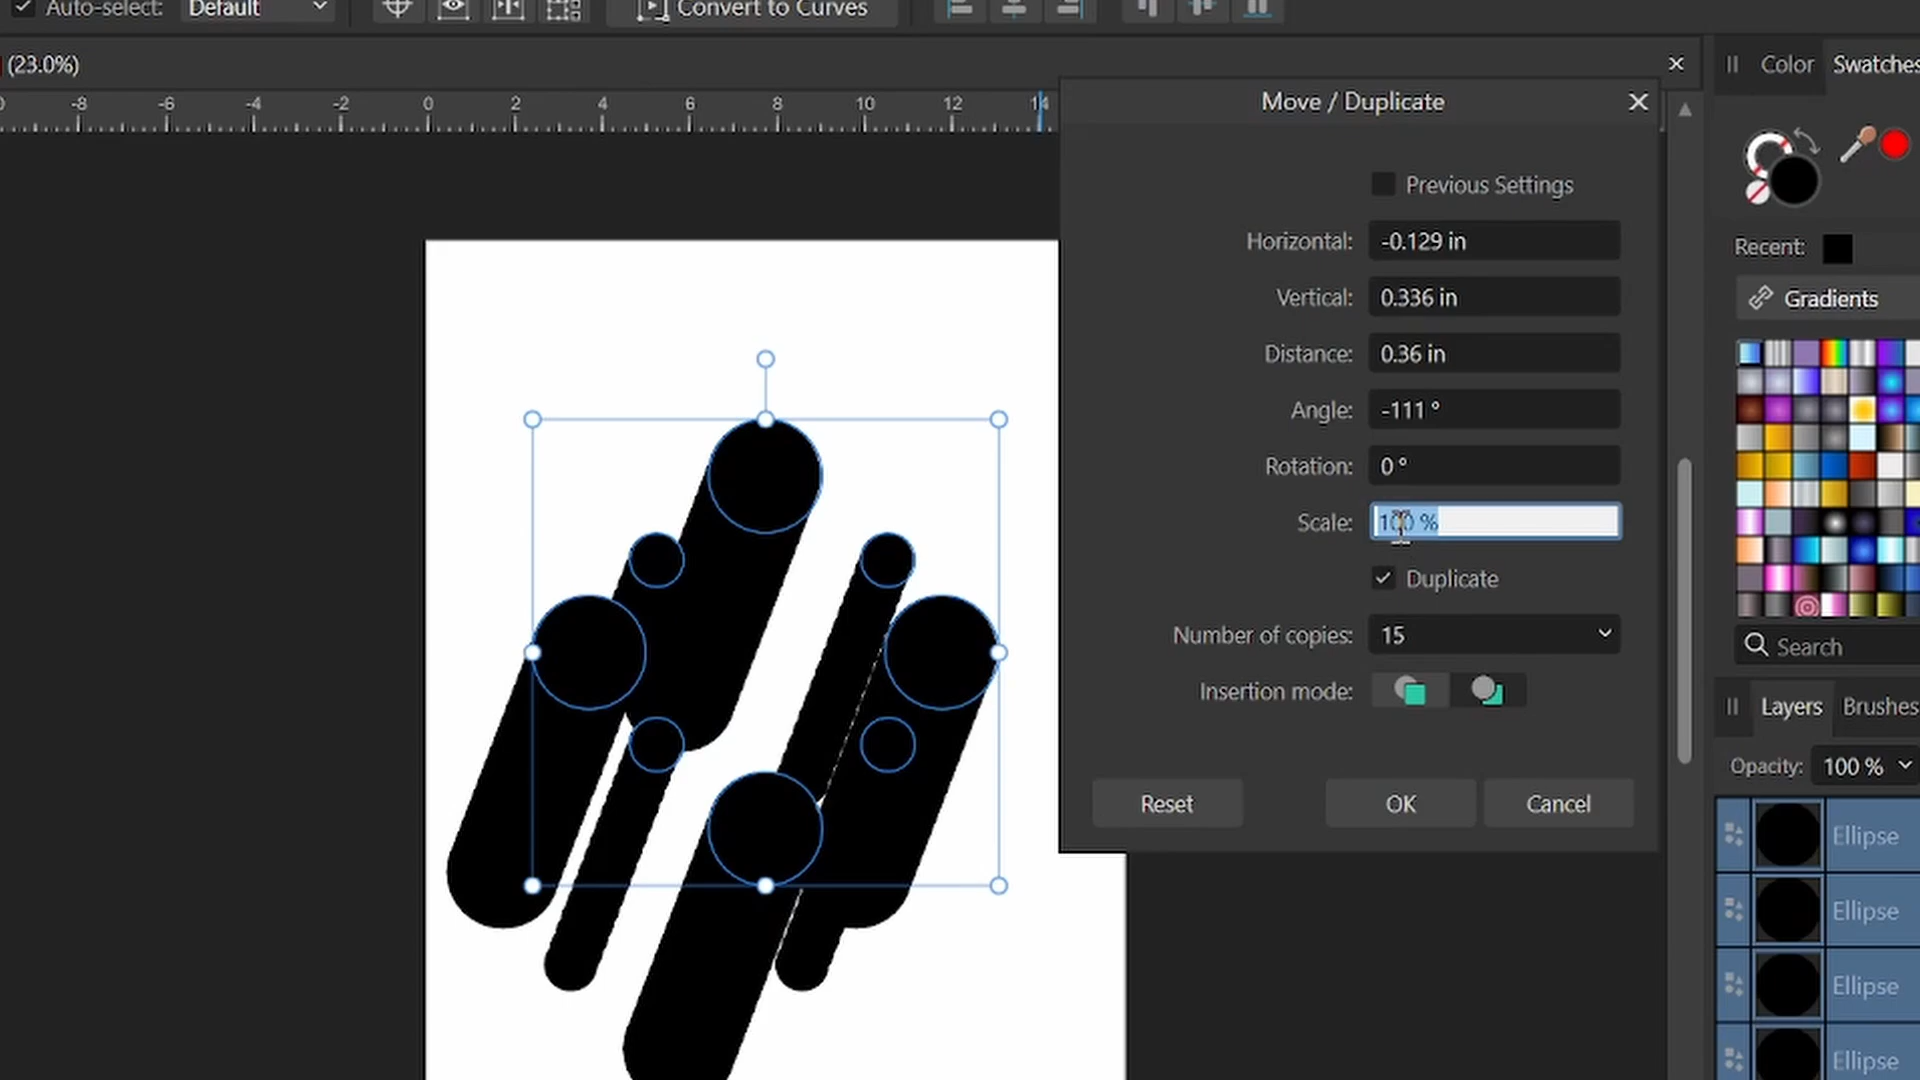 Auto-select: Default Convert to Curves
(23.0%)
-8 -6 -4 -2 0 2 4 6 8 10 12 14
Move / Duplicate
Previous Settings
Horizontal: -0.129 in
Vertical: 0.336 in
Distance: 0.36 in
Angle: -111 °
Rotation: 0 °
Scale: 100 %
Duplicate
Number of copies: 15
Insertion mode:
Reset OK Cancel
Color Swatches
Recent:
Gradients
Search
Layers Brushes
Opacity: 100 %
Ellipse
Ellipse
Ellipse
Ellipse